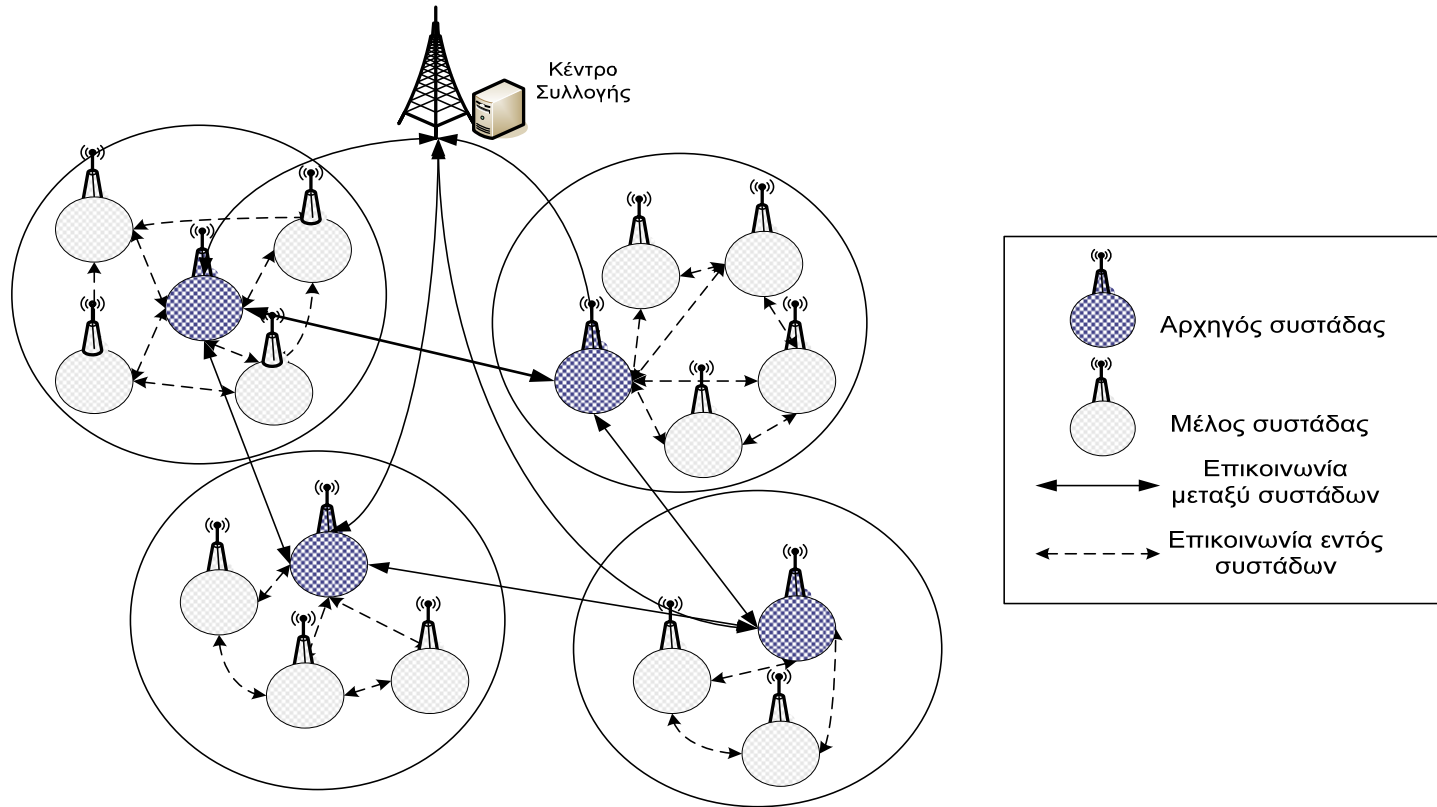 Κέντρο
Συλλογής
Αρχηγός συστάδας
Μέλος συστάδας
Επικοινωνία
μεταξύ συστάδων
Επικοινωνία εντός
συστάδων